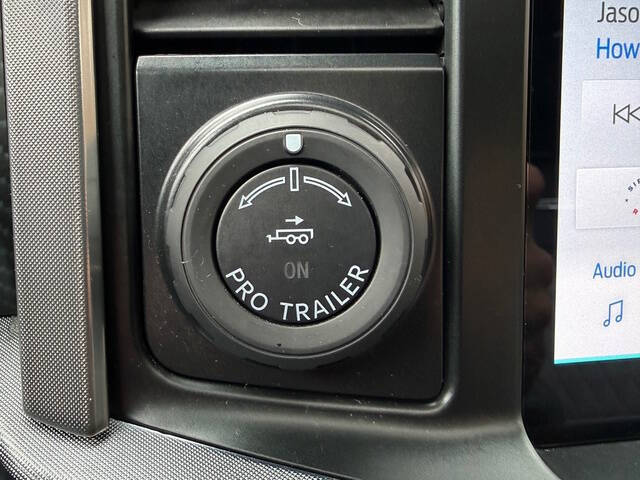 Jaso
How
ON
PRO TRAILER
Audio